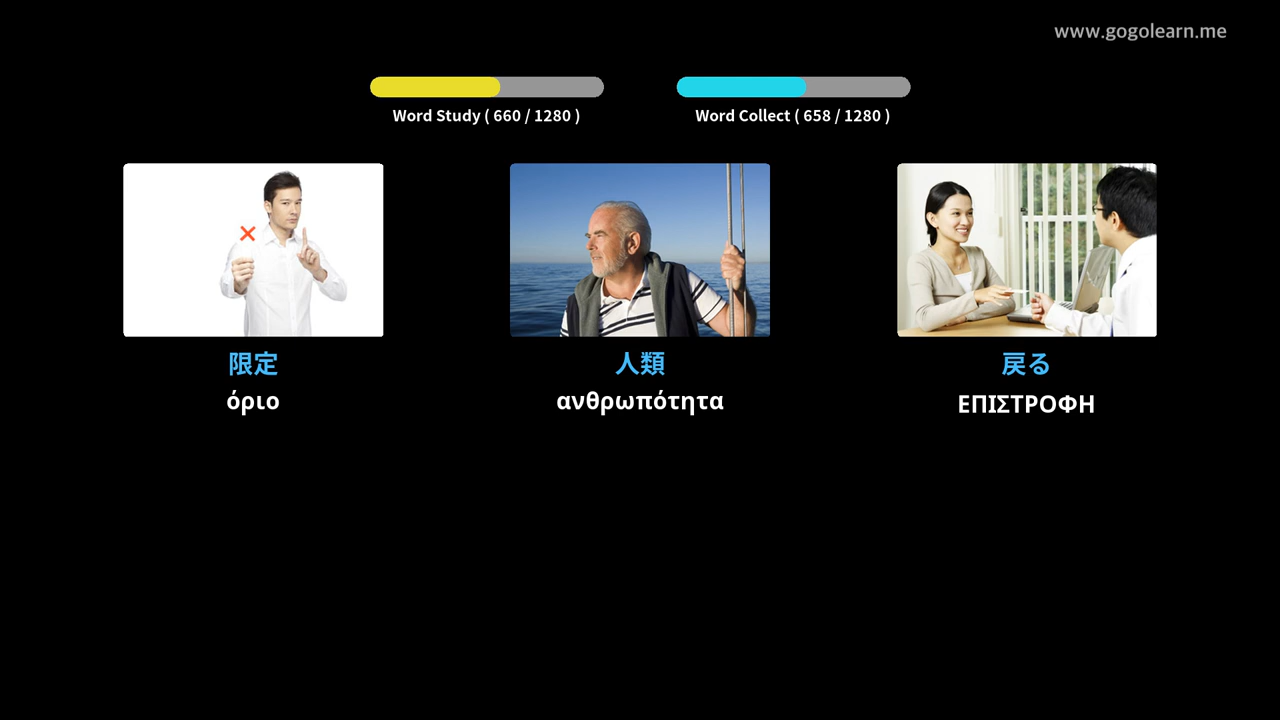 www.gogolearn.me
Word Study ( 660 / 1280 )
Word Collect ( 658 / 1280 )
限定
όριο
人類
ανθρωπότητα
戻る
ΕΠΙΣΤΡΟΦΗ